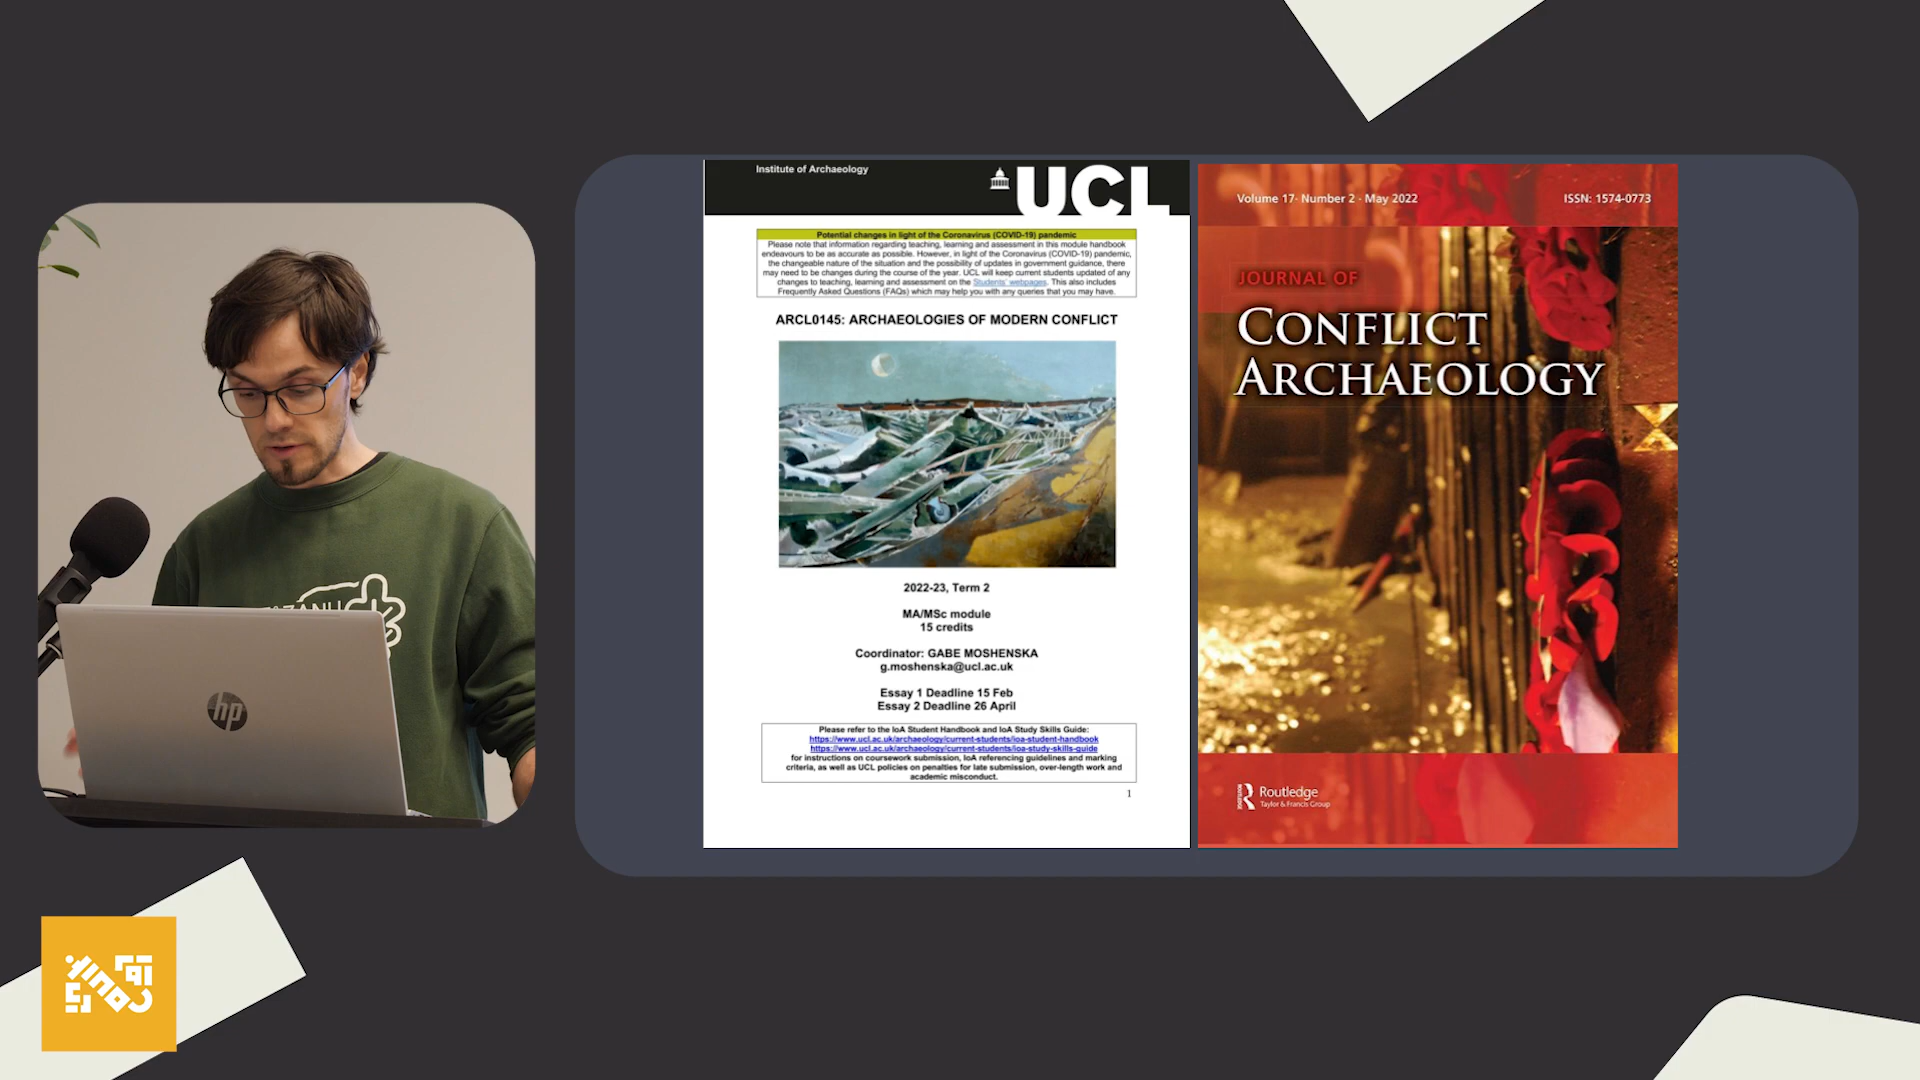 Institute of Archaeology
UCL
Potential changes in light of the Coronavirus (COVID-19) pandemic
Please note that information regarding teaching, learning and assessment in this module handbook
endeavours to be as accurate as possible. However, in light of the Coronavirus (COVID-19) pandemic,
the changeable nature of the situation and the possibility of updates in government guidance, there
may need to be changes during the course of the year. UCL will keep current students updated of any
changes to teaching, learning and assessment on the Students' webpages. This also includes
Frequently Asked Questions (FAQs) which may help you with any queries that you may have.
ARCL0145: ARCHAEOLOGIES OF MODERN CONFLICT
2022-23, Term 2
MA/MSc module
15 credits
Coordinator: GABE MOSHENSKA
g.moshenska@ucl.ac.uk
Essay 1 Deadline 15 Feb
Essay 2 Deadline 26 April
Please refer to the IoA Student Handbook and IoA Study Skills Guide:
https://www.ucl.ac.uk/archaeology/current-students/ioa-student-handbook
https://www.ucl.ac.uk/archaeology/current-students/ioa-study-skills-guide
for instructions on coursework submission, IoA referencing guidelines and marking
criteria, as well as UCL policies on penalties for late submission, over-length work and
academic misconduct.
1
Volume 17· Number 2 · May 2022
ISSN: 1574-0773
JOURNAL OF
CONFLICT
ARCHAEOLOGY
R
Routledge
Taylor & Francis Group
hp